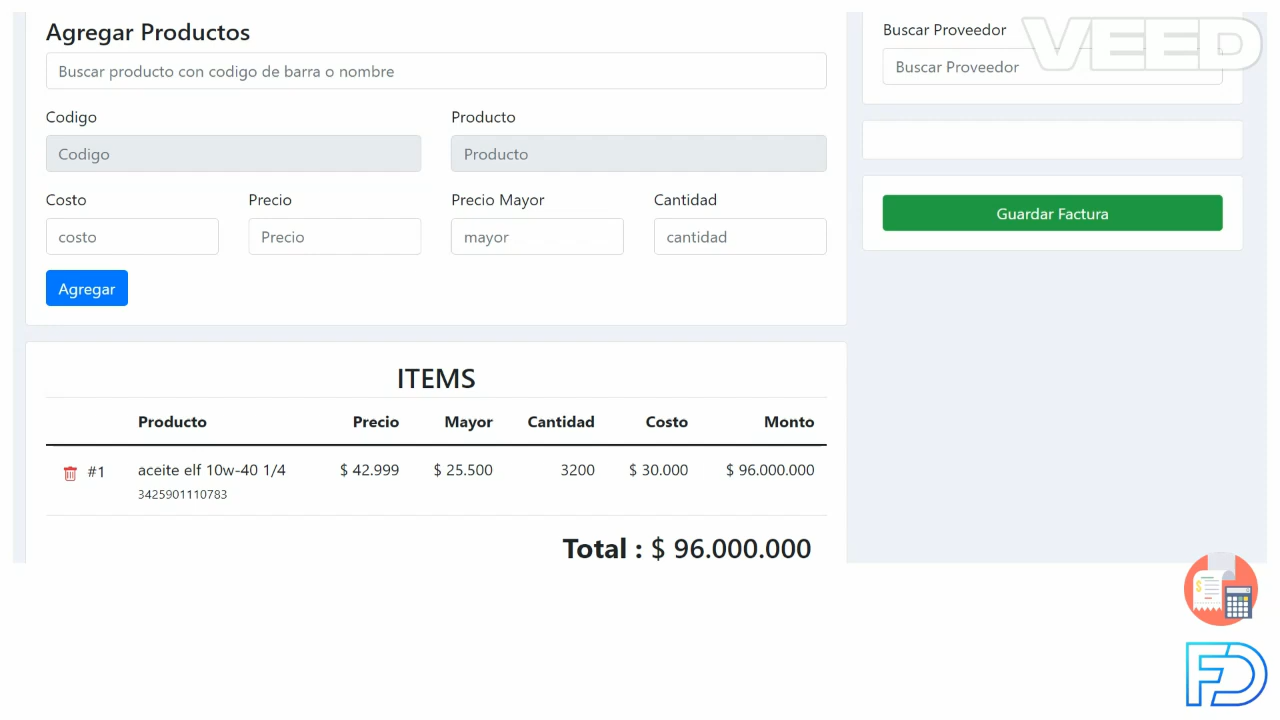 Agregar Productos
Buscar producto con codigo de barra o nombre
Codigo
Producto
Codigo
Producto
Costo
Precio
Precio Mayor
Cantidad
costo
Precio
mayor
cantidad
Agregar
Buscar Proveedor
Buscar Proveedor
VEED
Guardar Factura
ITEMS
Producto Precio Mayor Cantidad Costo Monto
#1 aceite elf 10w-40 1/4 $ 42.999 $ 25.500 3200 $ 30.000 $ 96.000.000
3425901110783
Total : $ 96.000.000
FD